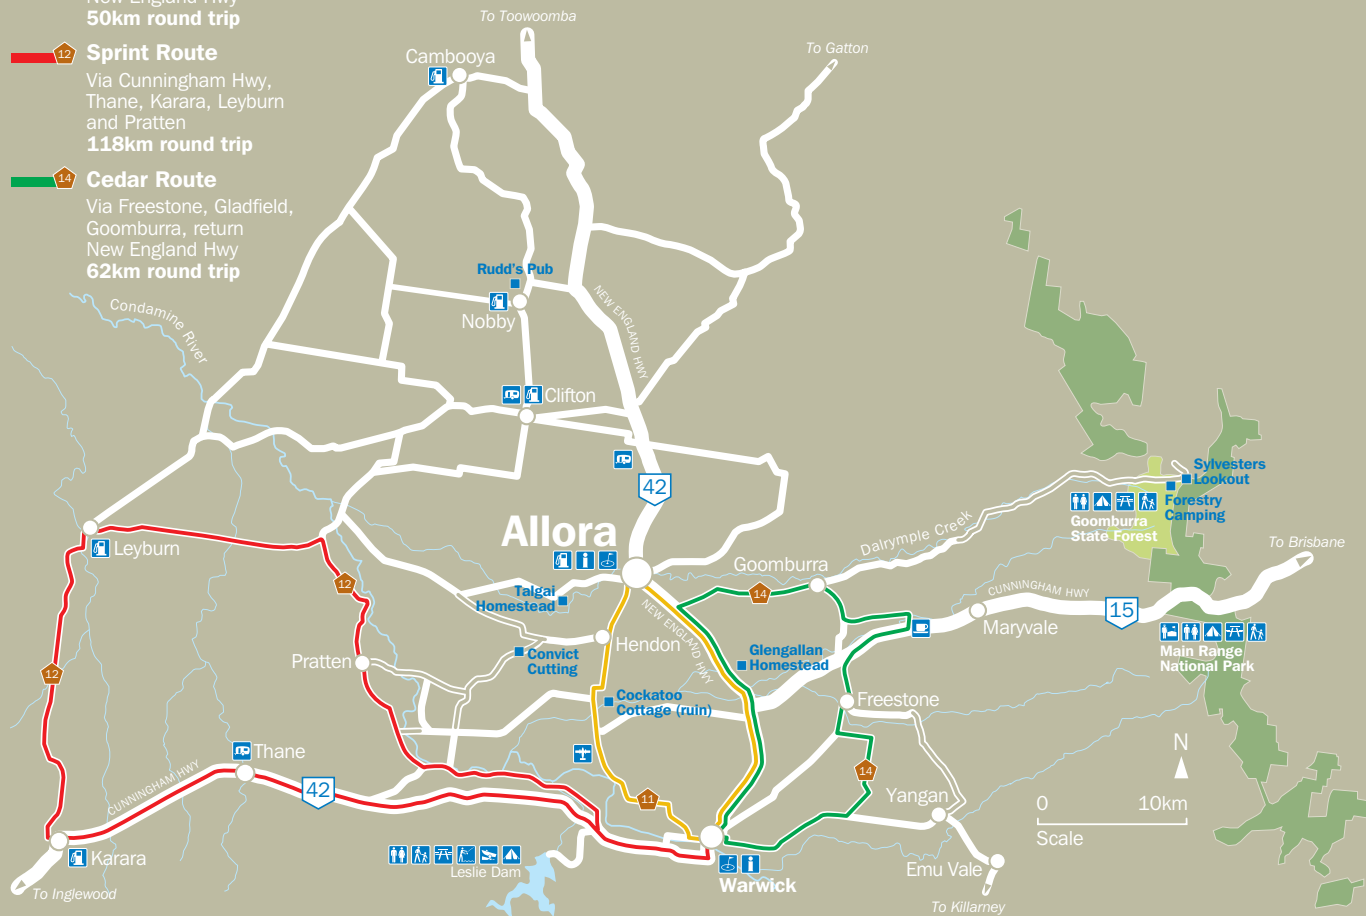 New England Hwy
50km round trip
12
Sprint Route
Via Cunningham Hwy,
Thane, Karara, Leyburn
and Pratten
118km round trip
14
Cedar Route
Via Freestone, Gladfield,
Goomburra, return
New England Hwy
62km round trip
To Toowoomba
To Gatton
Cambooya
Condamine River
Rudd's Pub
Nobby
NEW ENGLAND HWY
Clifton
42
Allora
Sylvesters
Lookout
Forestry
Camping
Goomburra
State Forest
Dalrymple Creek
To Brisbane
Leyburn
Goomburra
12
14
Talgai
Homestead
CUNNINGHAM HWY
15
Maryvale
NEW ENGLAND HWY
Hendon
Main Range
National Park
Pratten
Convict
Cutting
Glengallan
Homestead
12
Cockatoo
Cottage (ruin)
Freestone
Thane
CUNNINGHAM HWY
42
11
14
Yangan
N
0 10km
Scale
Karara
Leslie Dam
Warwick
Emu Vale
To Inglewood
To Killarney